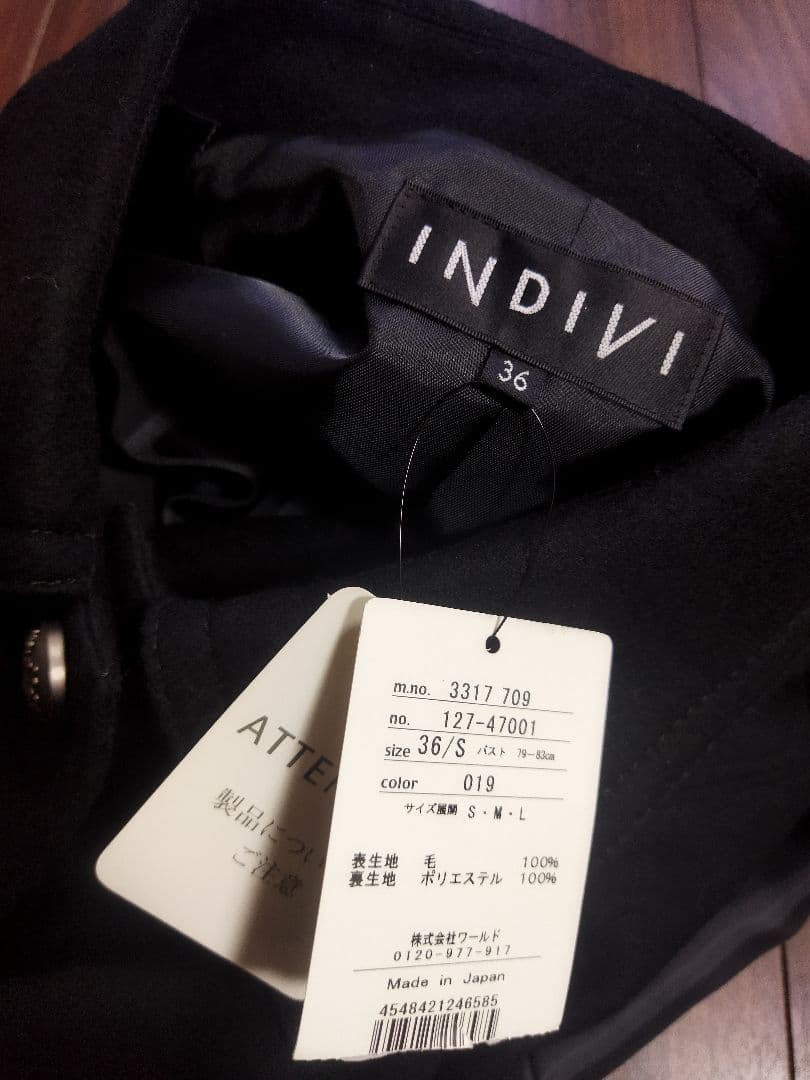 INDIVI
36
m.no. 3317 709
no. 127-47001
size 36/S バスト 79-83cm
color 019
サイズ展開 S・M・L
表生地 毛 100%
裏生地 ポリエステル 100%
株式会社ワールド
0120-977-917
Made in Japan
4548421246585
ATTE
製品につい
ご注意